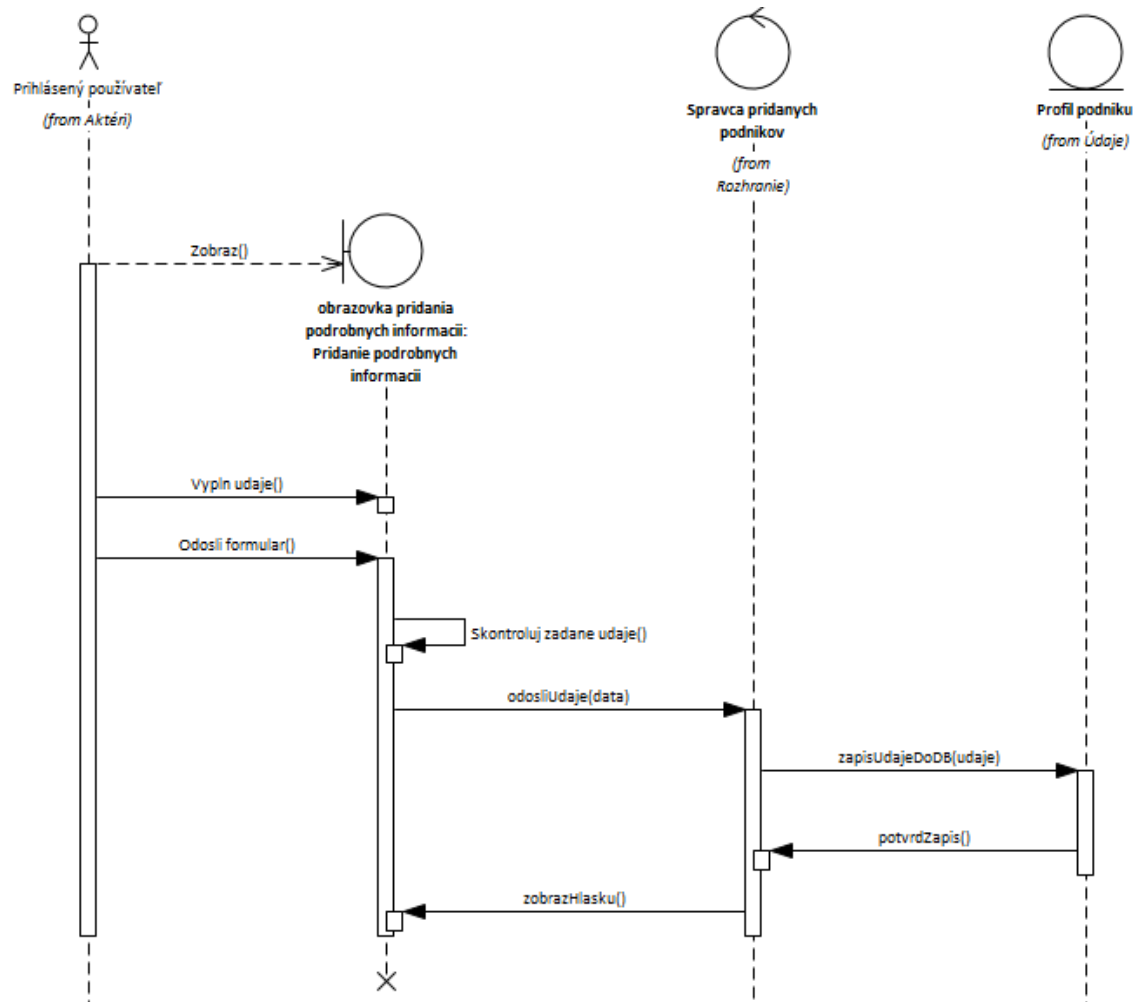 Prihlásený používateľ
(from Aktéri)
Spravca pridanych
podnikov
(from
Rozhranie)
Profil podniku
(from Údaje)
Zobraz()
obrazovka pridania
podrobnych informacii:
Pridanie podrobnych
informacii
Vypln udaje()
Odosli formular()
Skontroluj zadane udaje()
odosliUdaje(data)
zapisUdajeDoDB(udaje)
potvrdZapis()
zobrazHlasku()